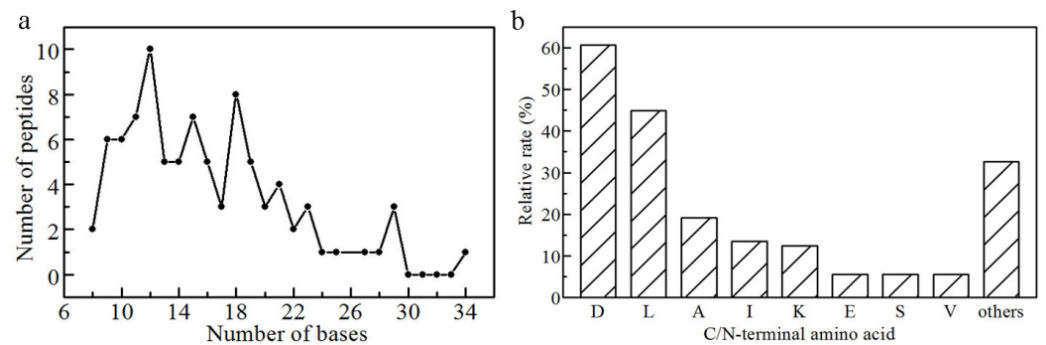 a
Number of peptides
10
8
6
4
2
0
6 10 14 18 22 26 30 34
Number of bases
b
Relative rate (%)
60
50
40
30
20
10
0
D L A I K E S V others
C/N-terminal amino acid